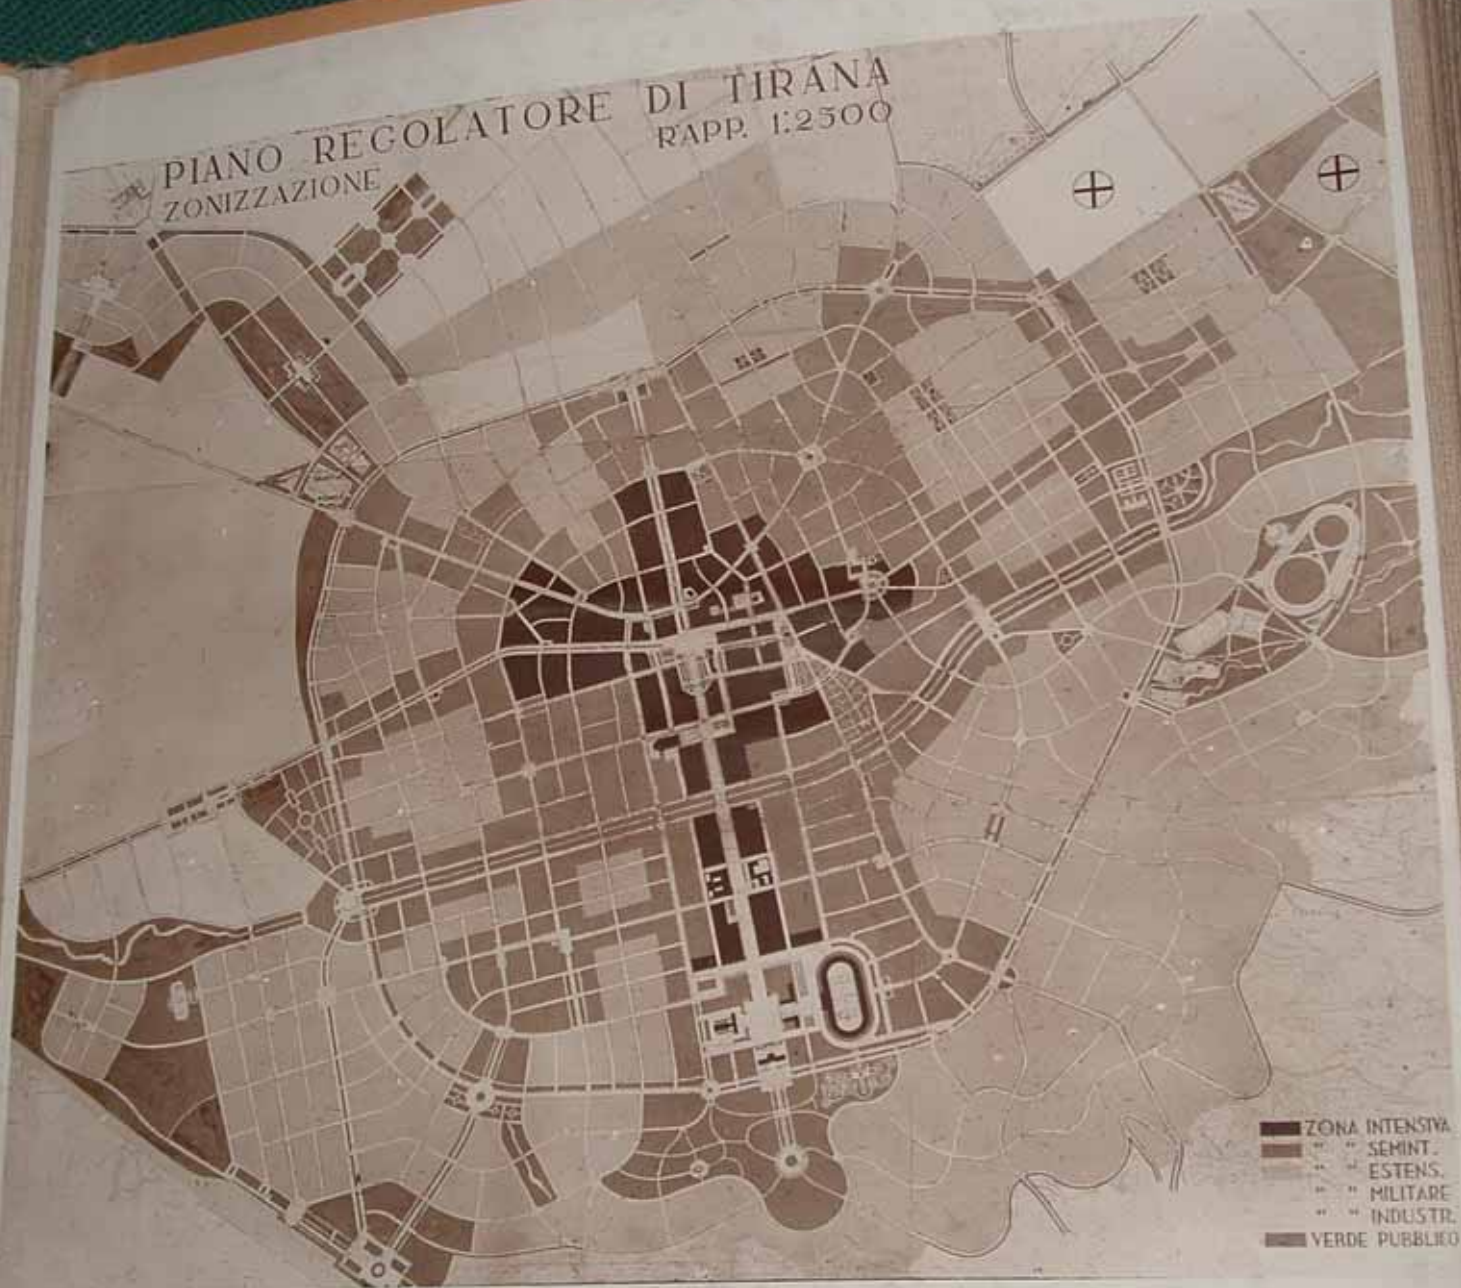 PIANO REGOLATORE DI TIRANA
ZONIZZAZIONE
RAPP. 1:2500
ZONA INTENSIVA
" " SEMINT.
" " ESTENS.
" " MILITARE
" " INDUSTR.
VERDE PUBBLICO